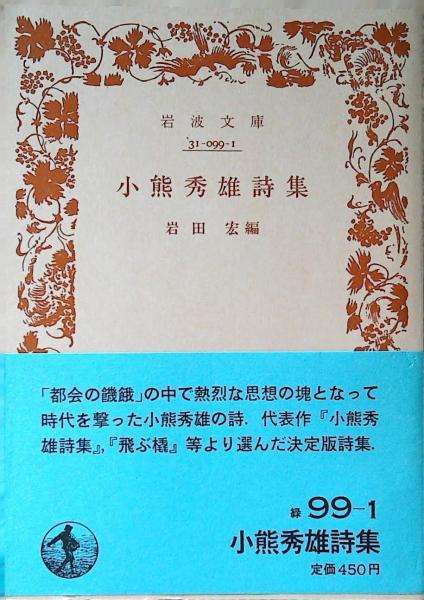 岩波文庫
31-099-1
小熊秀雄詩集
岩田宏編
「都会の饑餓」の中で熱烈な思想の塊となって
時代を撃った小熊秀雄の詩．代表作『小熊秀
雄詩集』，『飛ぶ橇』等より選んだ決定版詩集．
緑 99-1
小熊秀雄詩集
定価450円